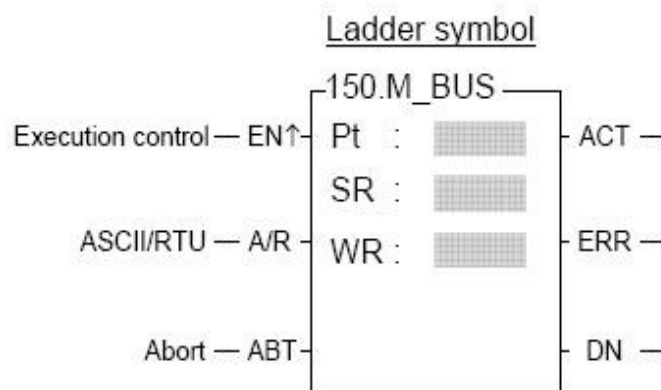 Ladder symbol
150.M_BUS
Execution control EN↑ Pt : ACT
SR :
ASCII/RTU A/R WR : ERR
Abort ABT DN